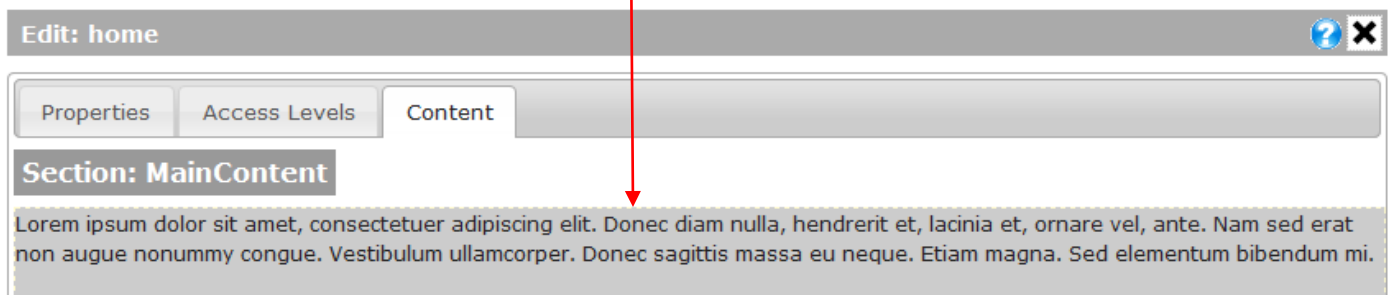 Edit: home
?
Properties Access Levels Content
Section: MainContent
Lorem ipsum dolor sit amet, consectetuer adipiscing elit. Donec diam nulla, hendrerit et, lacinia et, ornare vel, ante. Nam sed erat
non augue nonummy congue. Vestibulum ullamcorper. Donec sagittis massa eu neque. Etiam magna. Sed elementum bibendum mi.